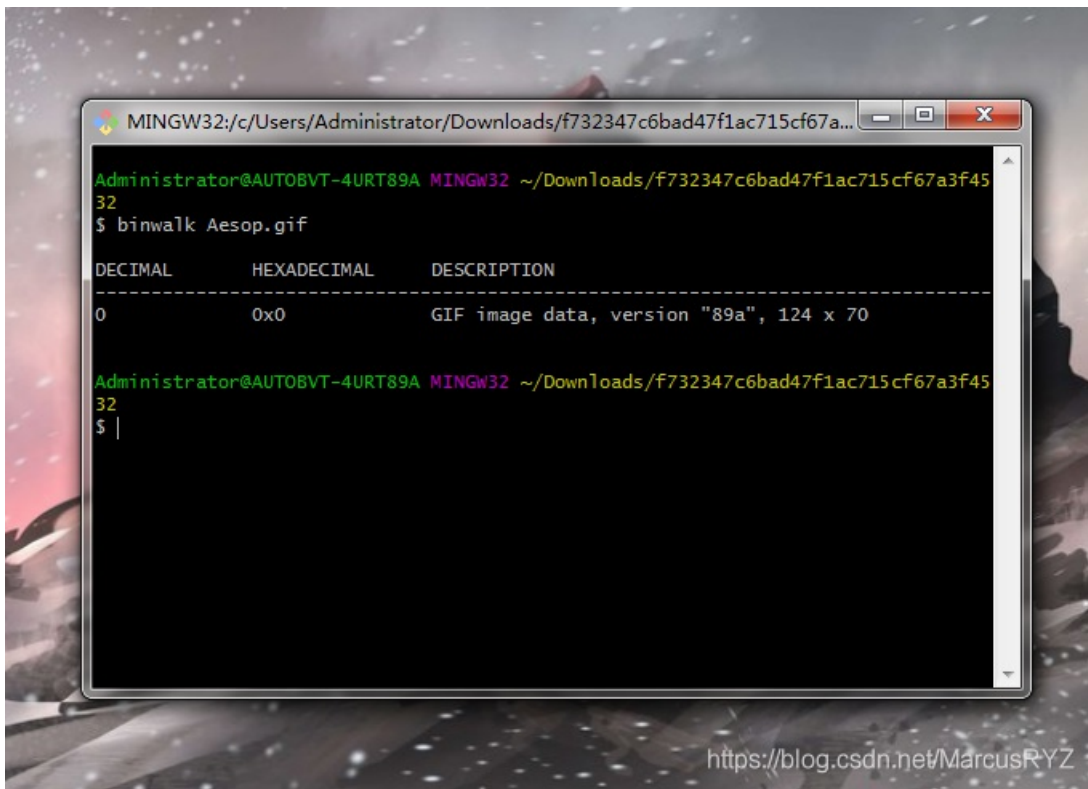 MINGW32:/c/Users/Administrator/Downloads/f732347c6bad47f1ac715cf67a...
Administrator@AUTOBVT-4URT89A MINGW32 ~/Downloads/f732347c6bad47f1ac715cf67a3f45
32
$ binwalk Aesop.gif
DECIMAL HEXADECIMAL DESCRIPTION
--------------------------------------------------------------------------------
0 0x0 GIF image data, version "89a", 124 x 70
Administrator@AUTOBVT-4URT89A MINGW32 ~/Downloads/f732347c6bad47f1ac715cf67a3f45
32
$
https://blog.csdn.net/MarcusRYZ